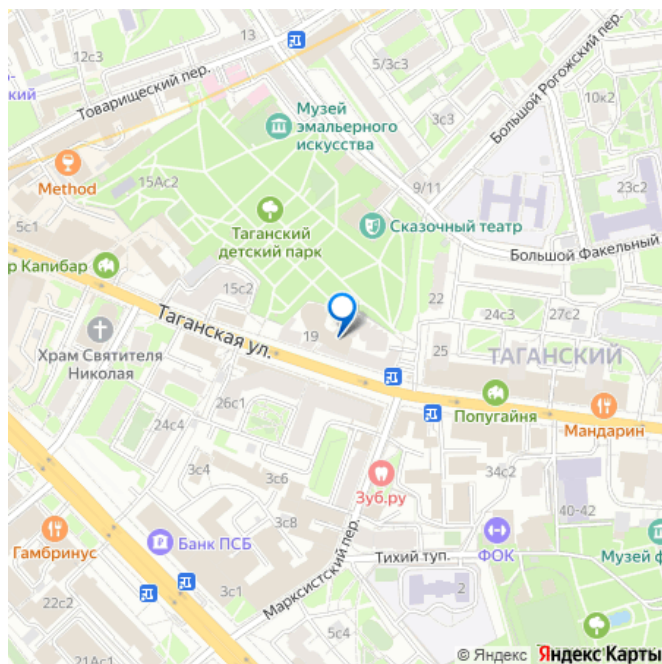 12с3
13
5/3с3
Большой Рогожский пер.
ский
Товарищеский пер.
10к2
Музей
эмальерного
искусства
3с3
Method
15Ас2
9/11
23с2
5с1
Таганский
детский парк
Сказочный театр
Большой Факельный
р Капибар
15с2
22
24с3
27с2
Таганская ул.
19
25
ТАГАНСКИЙ
Храм Святителя
Николая
26с1
Попугайня
Мандарин
24с4
3с4
3с6
Зуб.ру
34с2
40-42
3с8
Гамбринус
Банк ПСБ
ФОК
Музей ф
Марксистский пер.
Тихий туп.
3с1
2
22с2
5с4
21Ас1
© Яндекс Яндекс Карты